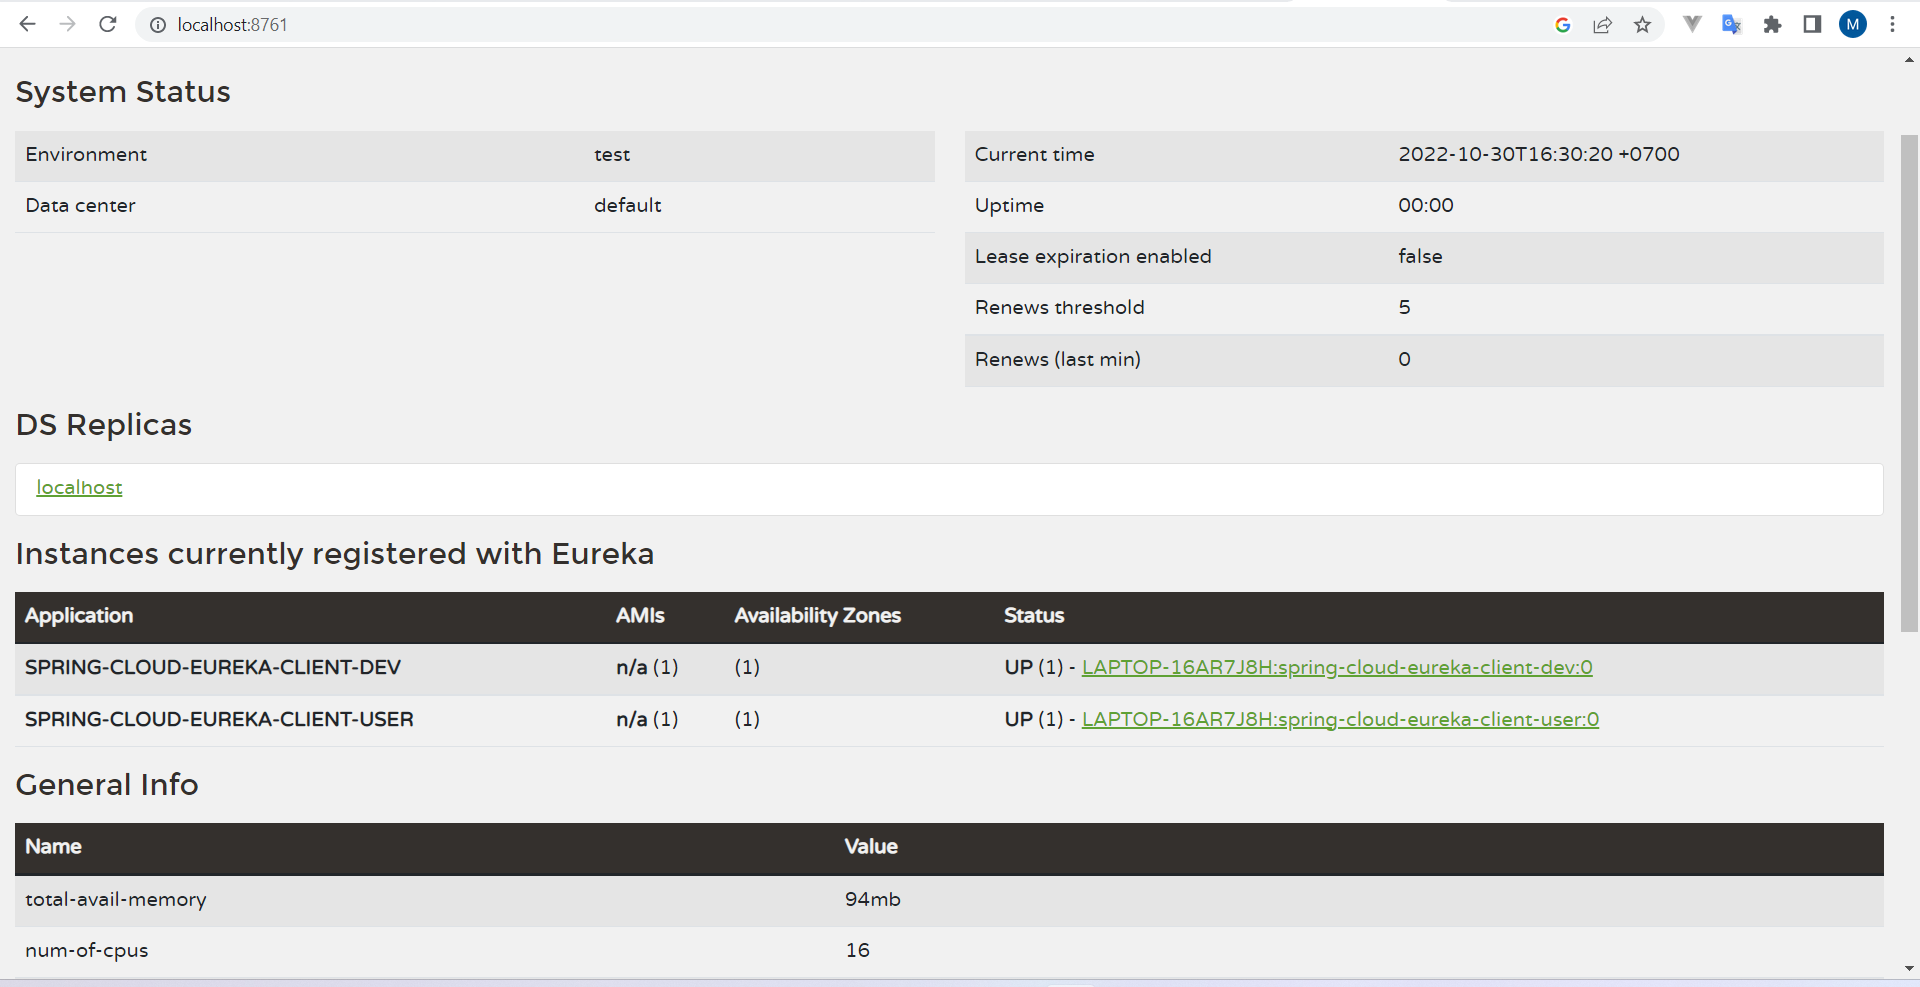 localhost:8761
M
System Status
Environment test
Data center default
Current time 2022-10-30T16:30:20 +0700
Uptime 00:00
Lease expiration enabled false
Renews threshold 5
Renews (last min) 0
DS Replicas
localhost
Instances currently registered with Eureka
Application AMIs Availability Zones Status
SPRING-CLOUD-EUREKA-CLIENT-DEV n/a (1) (1) UP (1) - LAPTOP-16AR7J8H:spring-cloud-eureka-client-dev:0
SPRING-CLOUD-EUREKA-CLIENT-USER n/a (1) (1) UP (1) - LAPTOP-16AR7J8H:spring-cloud-eureka-client-user:0
General Info
Name Value
total-avail-memory 94mb
num-of-cpus 16